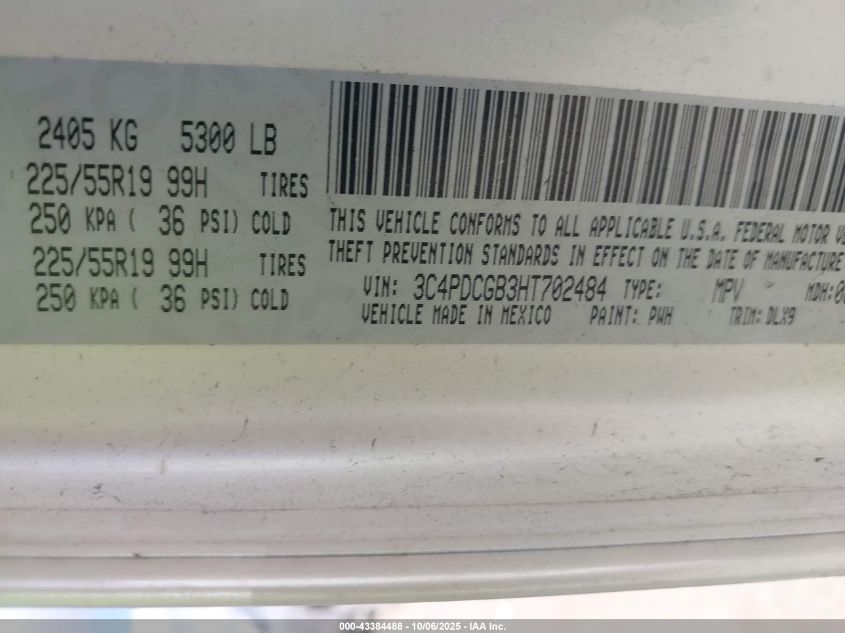 2405 KG 5300 LB
225/55R19 99H TIRES
250 KPA ( 36 PSI) COLD
225/55R19 99H TIRES
250 KPA ( 36 PSI) COLD
THIS VEHICLE CONFORMS TO ALL APPLICABLE U.S.A. FEDERAL MOTOR
THEFT PREVENTION STANDARDS IN EFFECT ON THE DATE OF MANUFACTURE
VIN: 3C4PDCGB3HT702484 TYPE: MPV MDH:
VEHICLE MADE IN MEXICO PAINT: PWH TRIM: DLX9
000-43384488 - 10/06/2025 - IAA Inc.